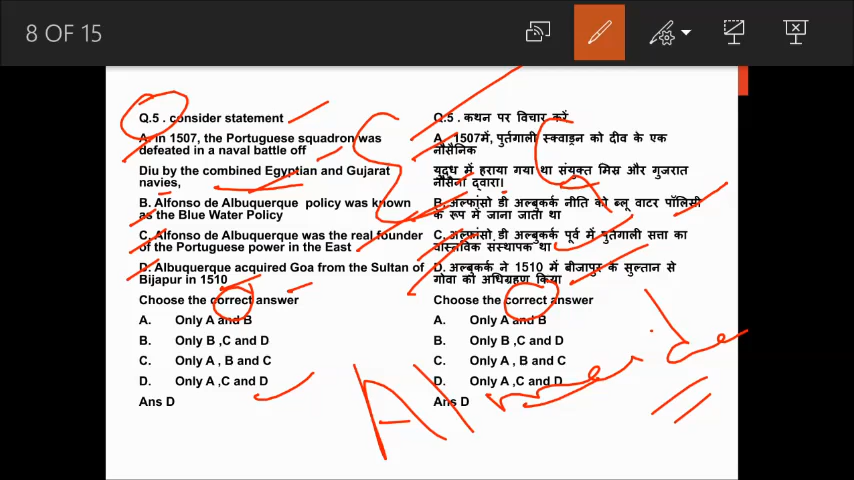 8 OF 15
Q.5 . consider statement
A. In 1507, the Portuguese squadron was
defeated in a naval battle off
Diu by the combined Egyptian and Gujarat
navies,
B. Alfonso de Albuquerque policy was known
as the Blue Water Policy
C. Alfonso de Albuquerque was the real founder
of the Portuguese power in the East
D. Albuquerque acquired Goa from the Sultan of
Bijapur in 1510
Choose the correct answer
A. Only A and B
B. Only B ,C and D
C. Only A , B and C
D. Only A ,C and D
Ans D
Q.5 . कथन पर विचार करें
A 1507में, पुर्तगाली स्क्वाड्रन को दीव के एक
नौसैनिक
युद्ध में हराया गया था संयुक्त मिस्र और गुजरात
नौसेना द्वारा।
B. अल्फांसो डी अल्बुकर्क नीति को ब्लू वाटर पॉलिसी
के रूप में जाना जाता था
C. अल्फांसो डी अल्बुकर्क पूर्व में पुर्तगाली सत्ता का
वास्तविक संस्थापक था
D. अल्बुकर्क ने 1510 में बीजापुर के सुल्तान से
गोवा को अधिग्रहण किया
Choose the correct answer
A. Only A and B
B. Only B ,C and D
C. Only A , B and C
D. Only A ,C and D
Ans D